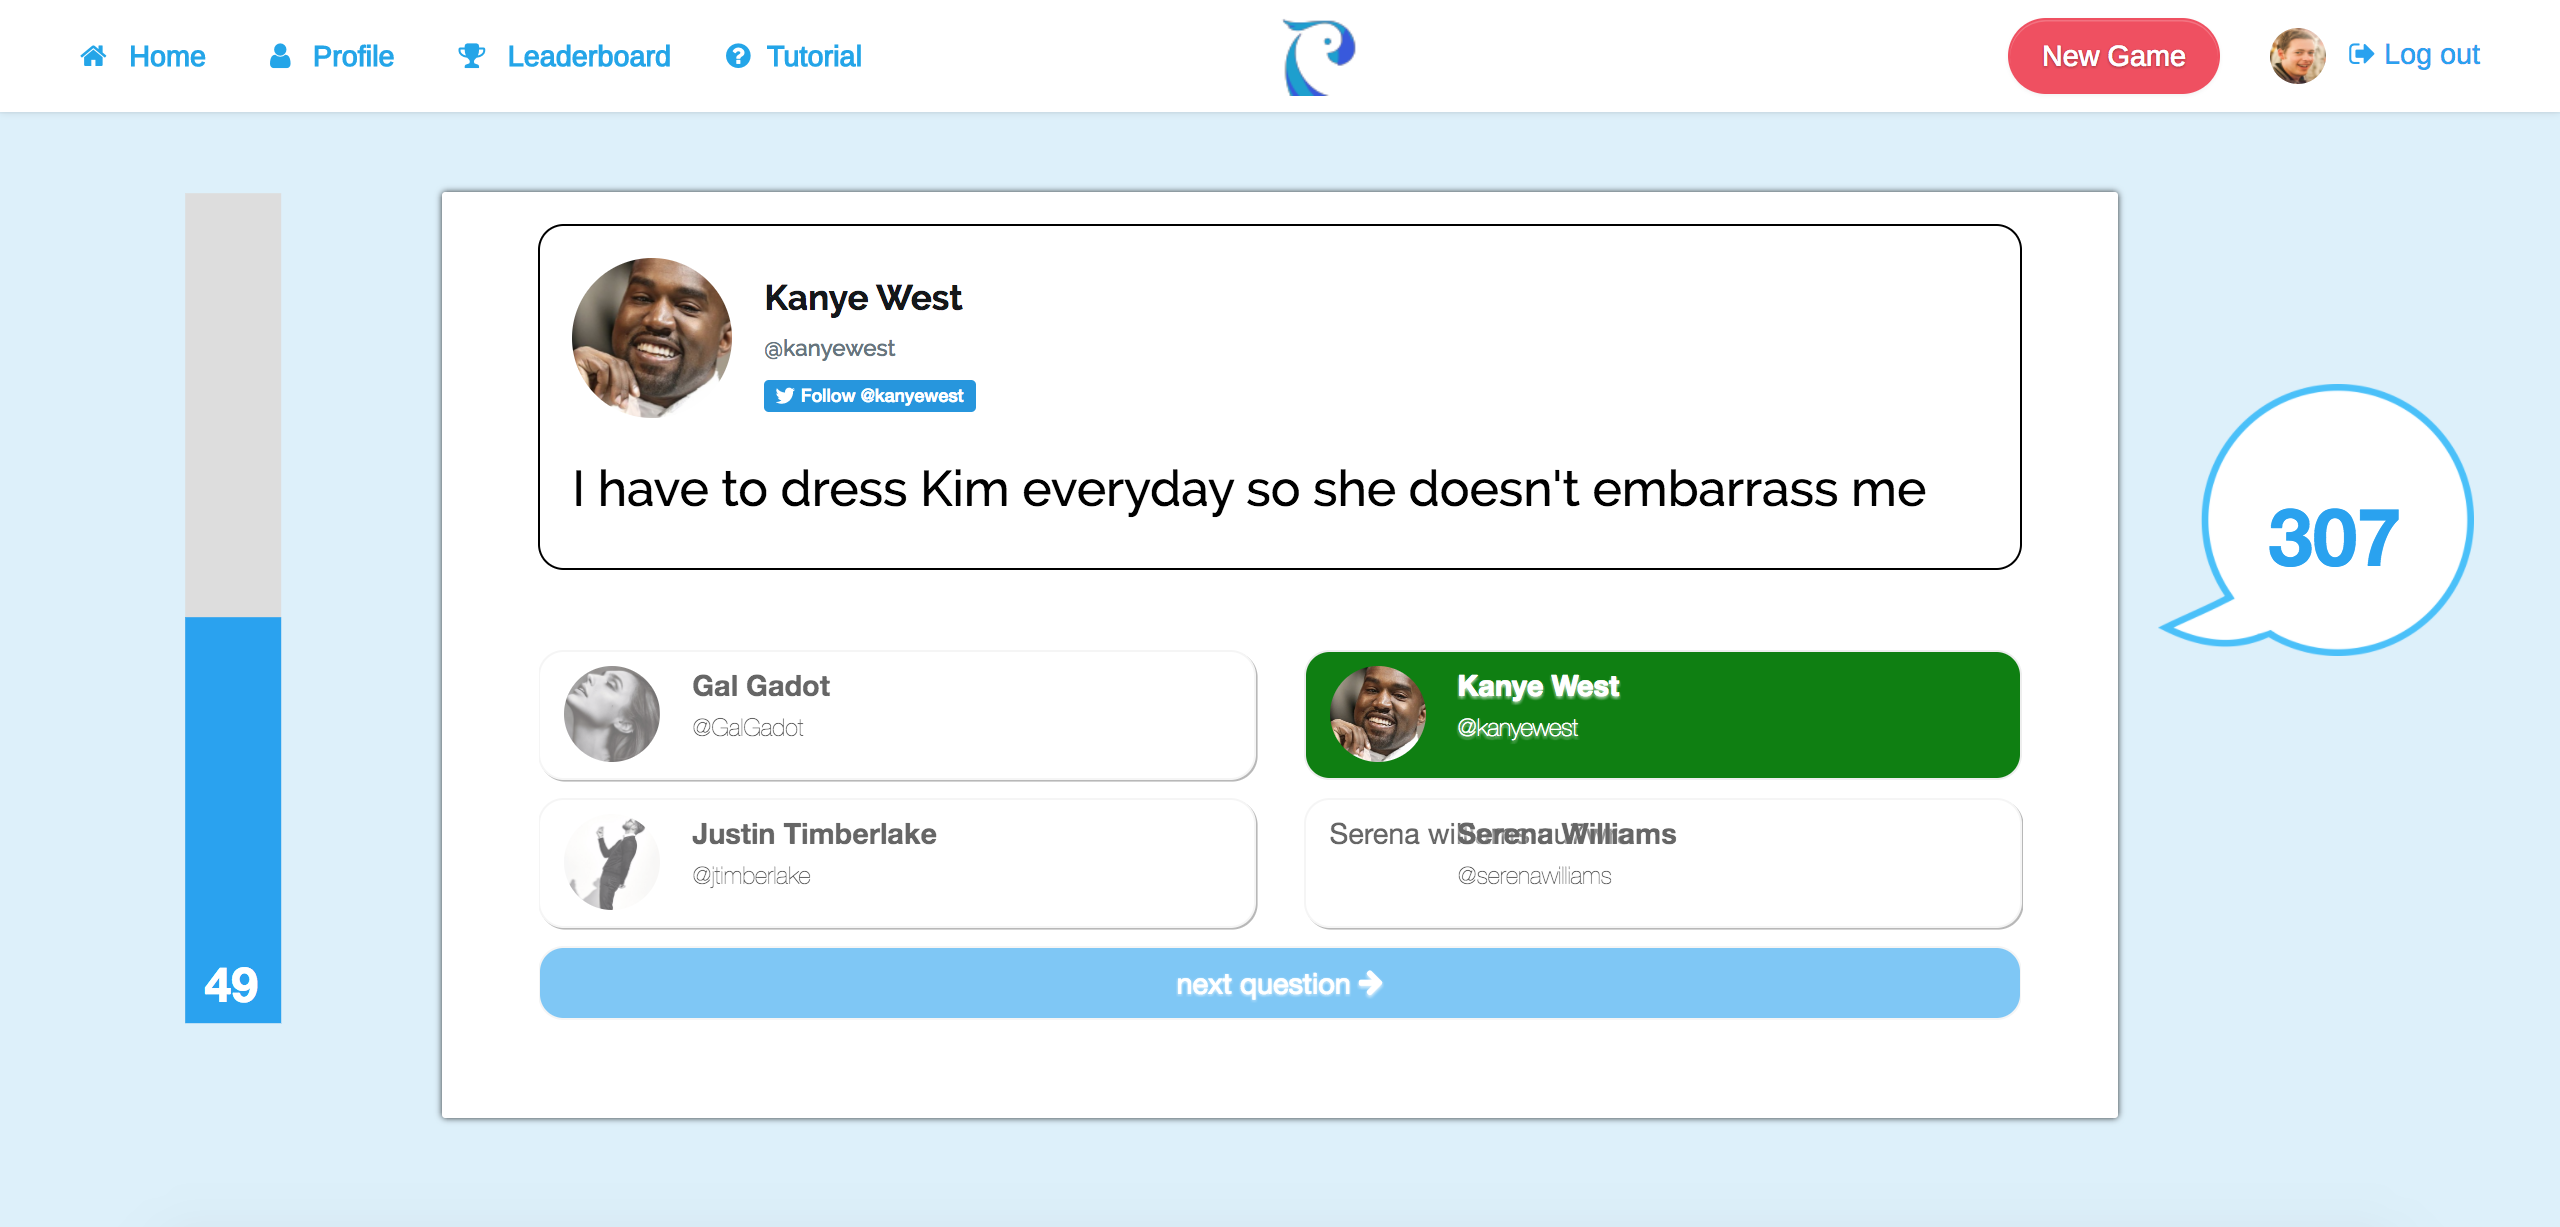 Home
Profile
Leaderboard
Tutorial
New Game
Log out
Kanye West
@kanyewest
Follow @kanyewest
I have to dress Kim everyday so she doesn't embarrass me
307
Gal Gadot
@GalGadot
Kanye West
@kanyewest
Justin Timberlake
@jtimberlake
Serena
Serena Williams
@serenawilliams
49
next question